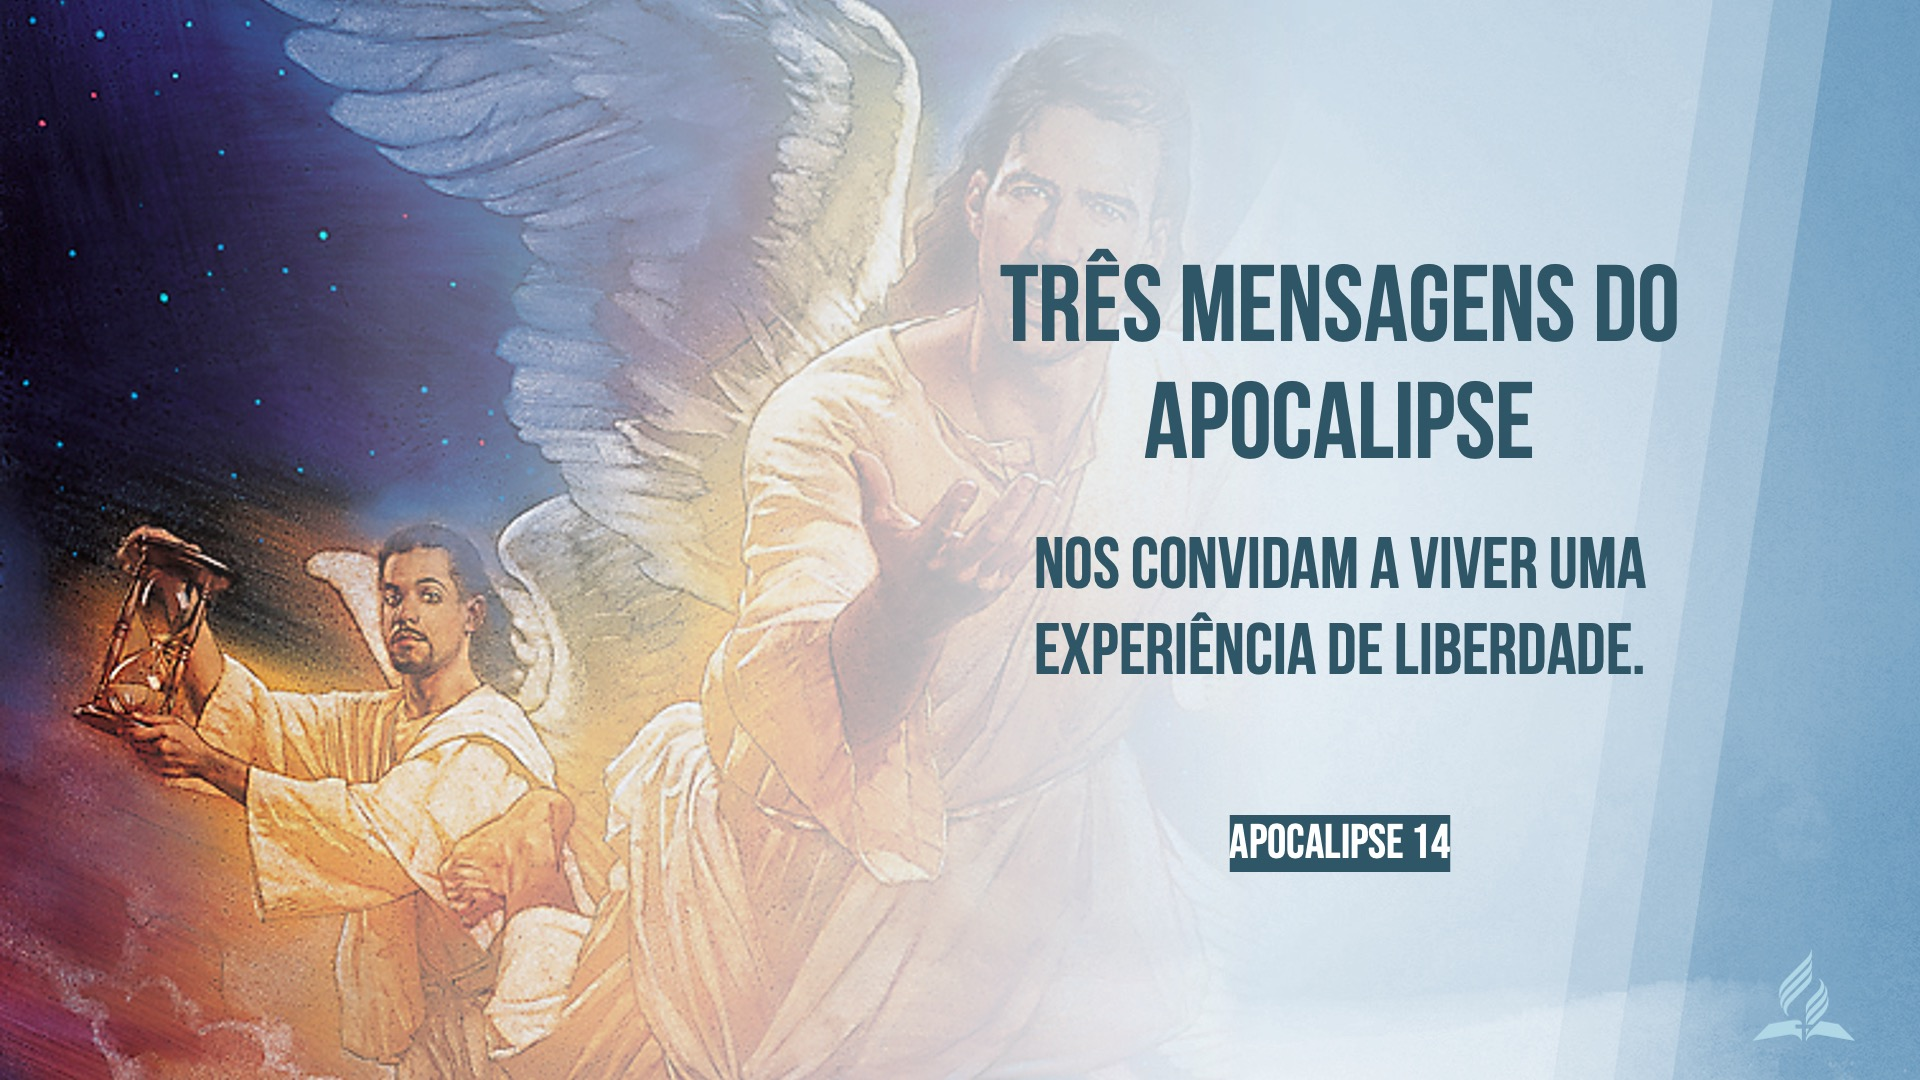 TRÊS MENSAGENS DO
APOCALIPSE
NOS CONVIDAM A VIVER UMA
EXPERIÊNCIA DE LIBERDADE.
APOCALIPSE 14